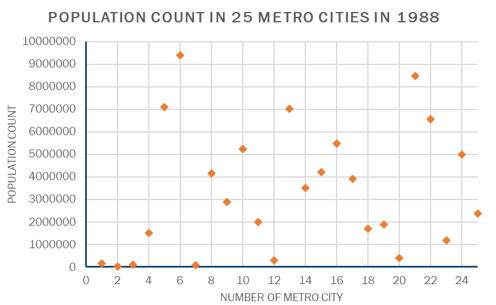 POPULATION COUNT IN 25 METRO CITIES IN 1988
10000000
9000000
8000000
7000000
6000000
5000000
4000000
3000000
2000000
1000000
0
POPULATION COUNT
0 2 4 6 8 10 12 14 16 18 20 22 24
NUMBER OF METRO CITY